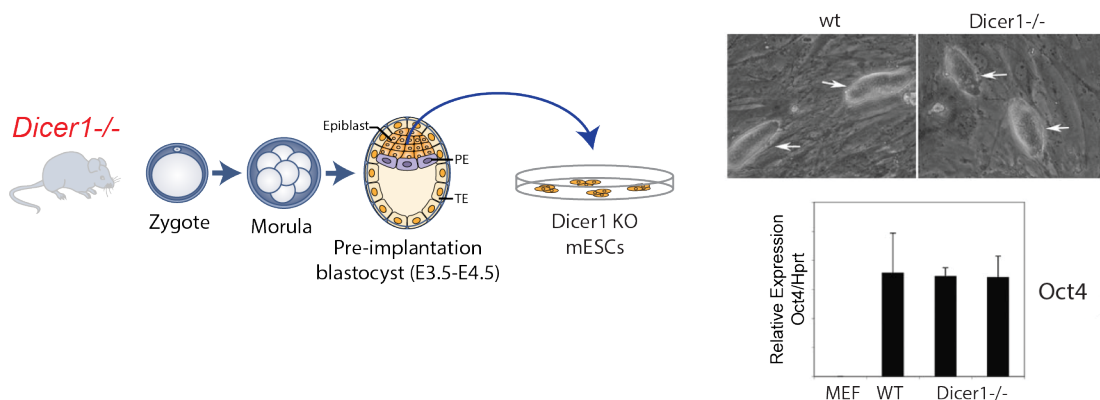 Dicer1-/-
Zygote
Morula
Epiblast
PE
TE
Pre-implantation
blastocyst (E3.5-E4.5)
Dicer1 KO
mESCs
wt
Dicer1-/-
Relative Expression
Oct4/Hprt
MEF
WT
Dicer1-/-
Oct4